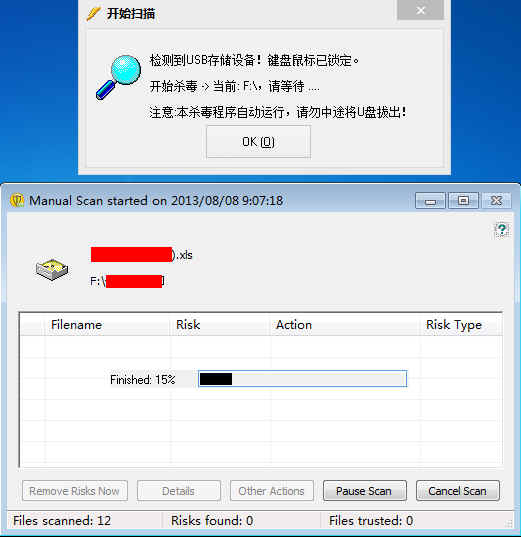 开始扫描
检测到USB存储设备！键盘鼠标已锁定。
开始杀毒 -> 当前: F:\，请等待 ....
注意:本杀毒程序自动运行，请勿中途将U盘拔出！
OK (O)
Manual Scan started on 2013/08/08 9:07:18
).xls
F:\
Filename Risk Action Risk Type
Finished: 15%
Remove Risks Now Details Other Actions Pause Scan Cancel Scan
Files scanned: 12 Risks found: 0 Files trusted: 0